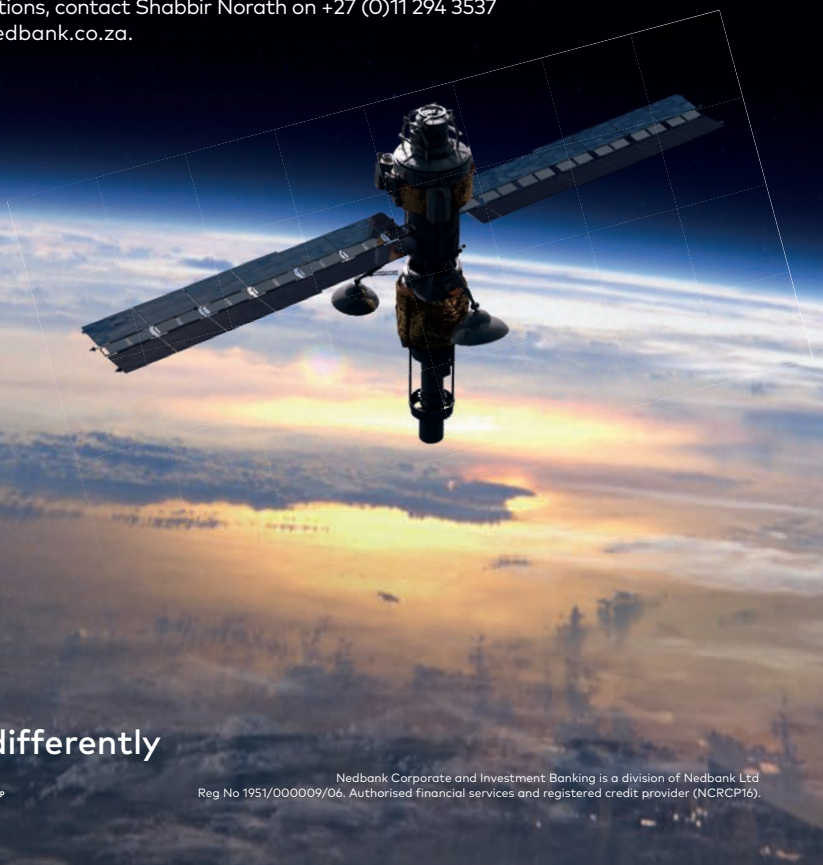 tions, contact Shabbir Norath on +27 (0)11 294 3537
edbank.co.za.
differently
Nedbank Corporate and Investment Banking is a division of Nedbank Ltd
Reg No 1951/000009/06. Authorised financial services and registered credit provider (NCRCP16).